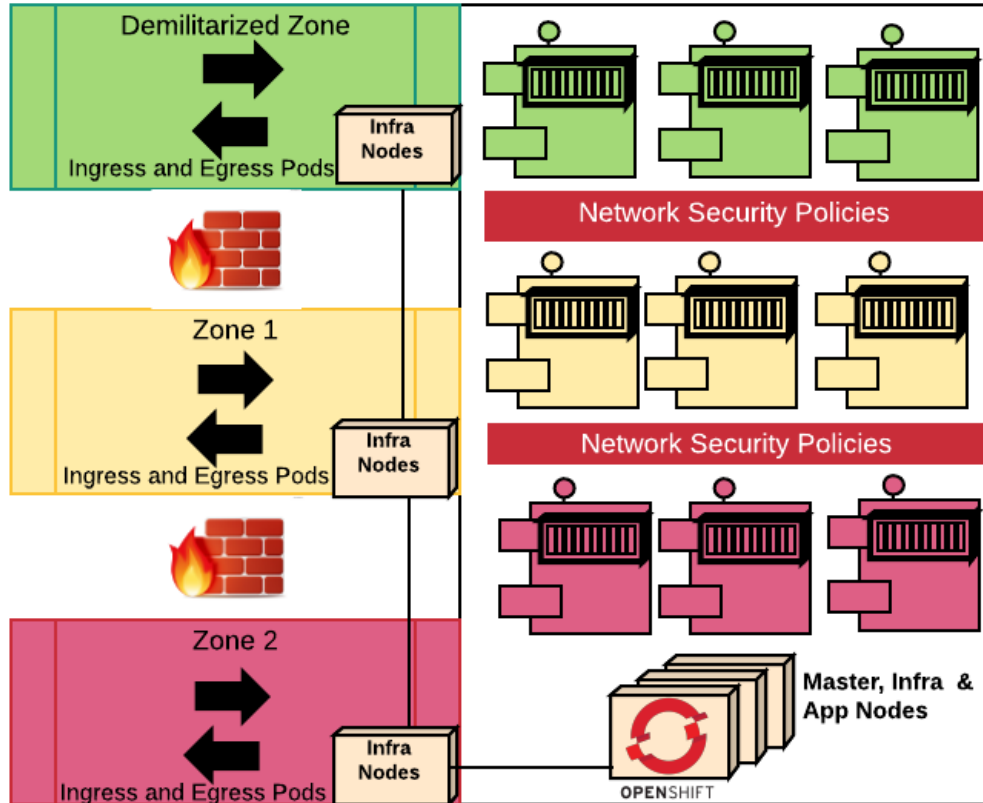 Demilitarized Zone
Infra
Nodes
Ingress and Egress Pods
Network Security Policies
Zone 1
Infra
Nodes
Ingress and Egress Pods
Network Security Policies
Zone 2
Infra
Nodes
Ingress and Egress Pods
Master, Infra &
App Nodes
OPENSHIFT